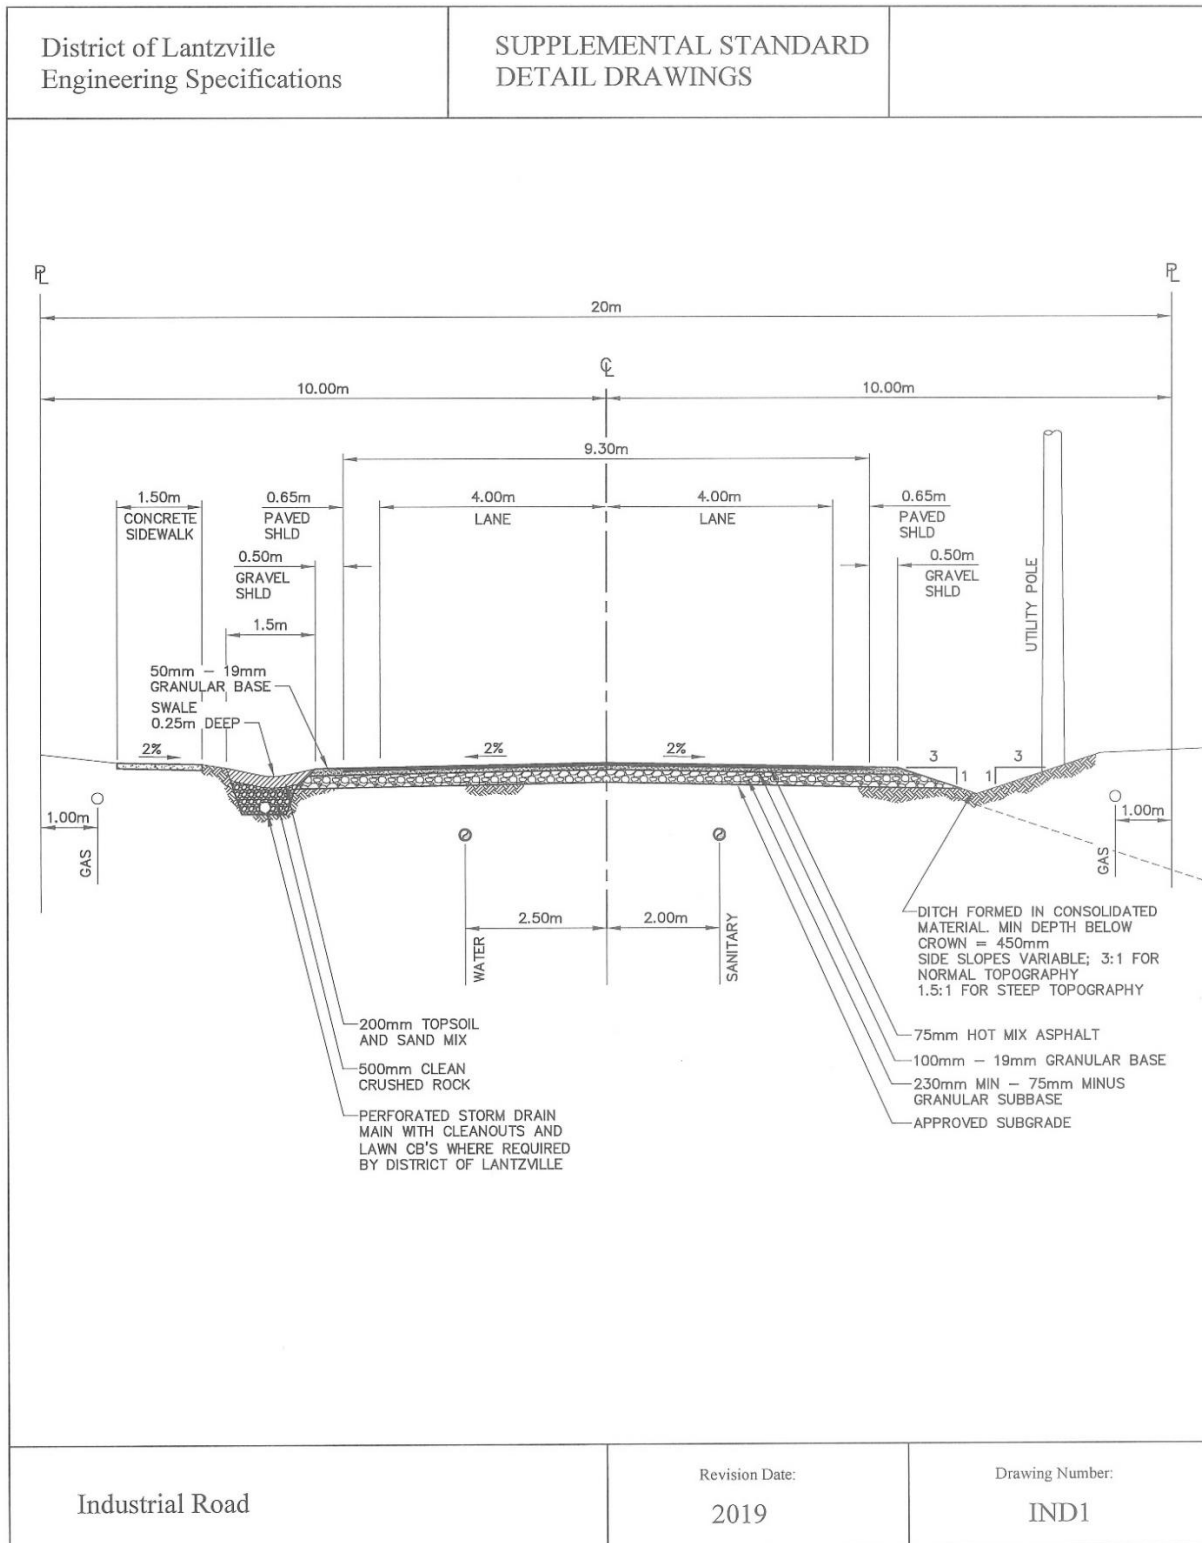 District of Lantzville
Engineering Specifications
SUPPLEMENTAL STANDARD
DETAIL DRAWINGS
PL
PL
20m
CL
10.00m
10.00m
9.30m
1.50m
CONCRETE
SIDEWALK
0.65m
PAVED
SHLD
4.00m
LANE
4.00m
LANE
0.65m
PAVED
SHLD
0.50m
GRAVEL
SHLD
0.50m
GRAVEL
SHLD
UTILITY POLE
1.5m
50mm – 19mm
GRANULAR BASE
SWALE
0.25m DEEP
2%
2%
2%
3
1
1
3
1.00m
GAS
1.00m
GAS
2.50m
2.00m
WATER
SANITARY
DITCH FORMED IN CONSOLIDATED
MATERIAL. MIN DEPTH BELOW
CROWN = 450mm
SIDE SLOPES VARIABLE; 3:1 FOR
NORMAL TOPOGRAPHY
1.5:1 FOR STEEP TOPOGRAPHY
200mm TOPSOIL
AND SAND MIX
500mm CLEAN
CRUSHED ROCK
PERFORATED STORM DRAIN
MAIN WITH CLEANOUTS AND
LAWN CB'S WHERE REQUIRED
BY DISTRICT OF LANTZVILLE
75mm HOT MIX ASPHALT
100mm – 19mm GRANULAR BASE
230mm MIN – 75mm MINUS
GRANULAR SUBBASE
APPROVED SUBGRADE
Industrial Road
Revision Date:
2019
Drawing Number:
IND1